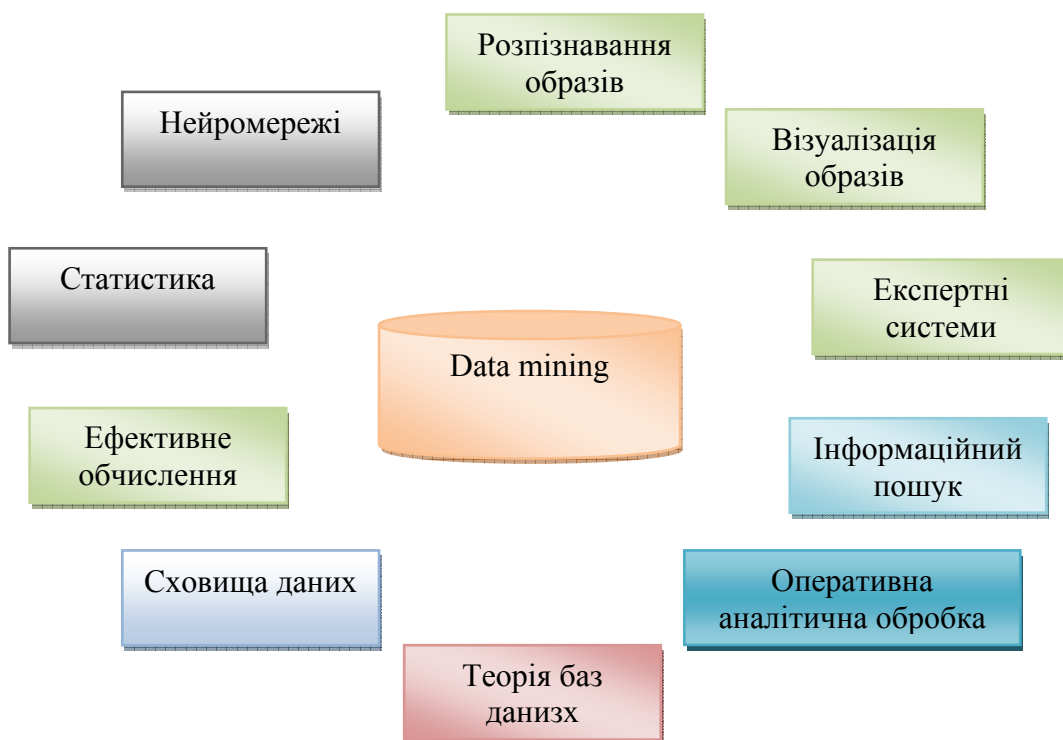 Розпізнавання
образів
Нейромережі
Візуалізація
образів
Статистика
Експертні
системи
Data mining
Ефективне
обчислення
Інформаційний
пошук
Сховища даних
Оперативна
аналітична обробка
Теорія баз
данизх